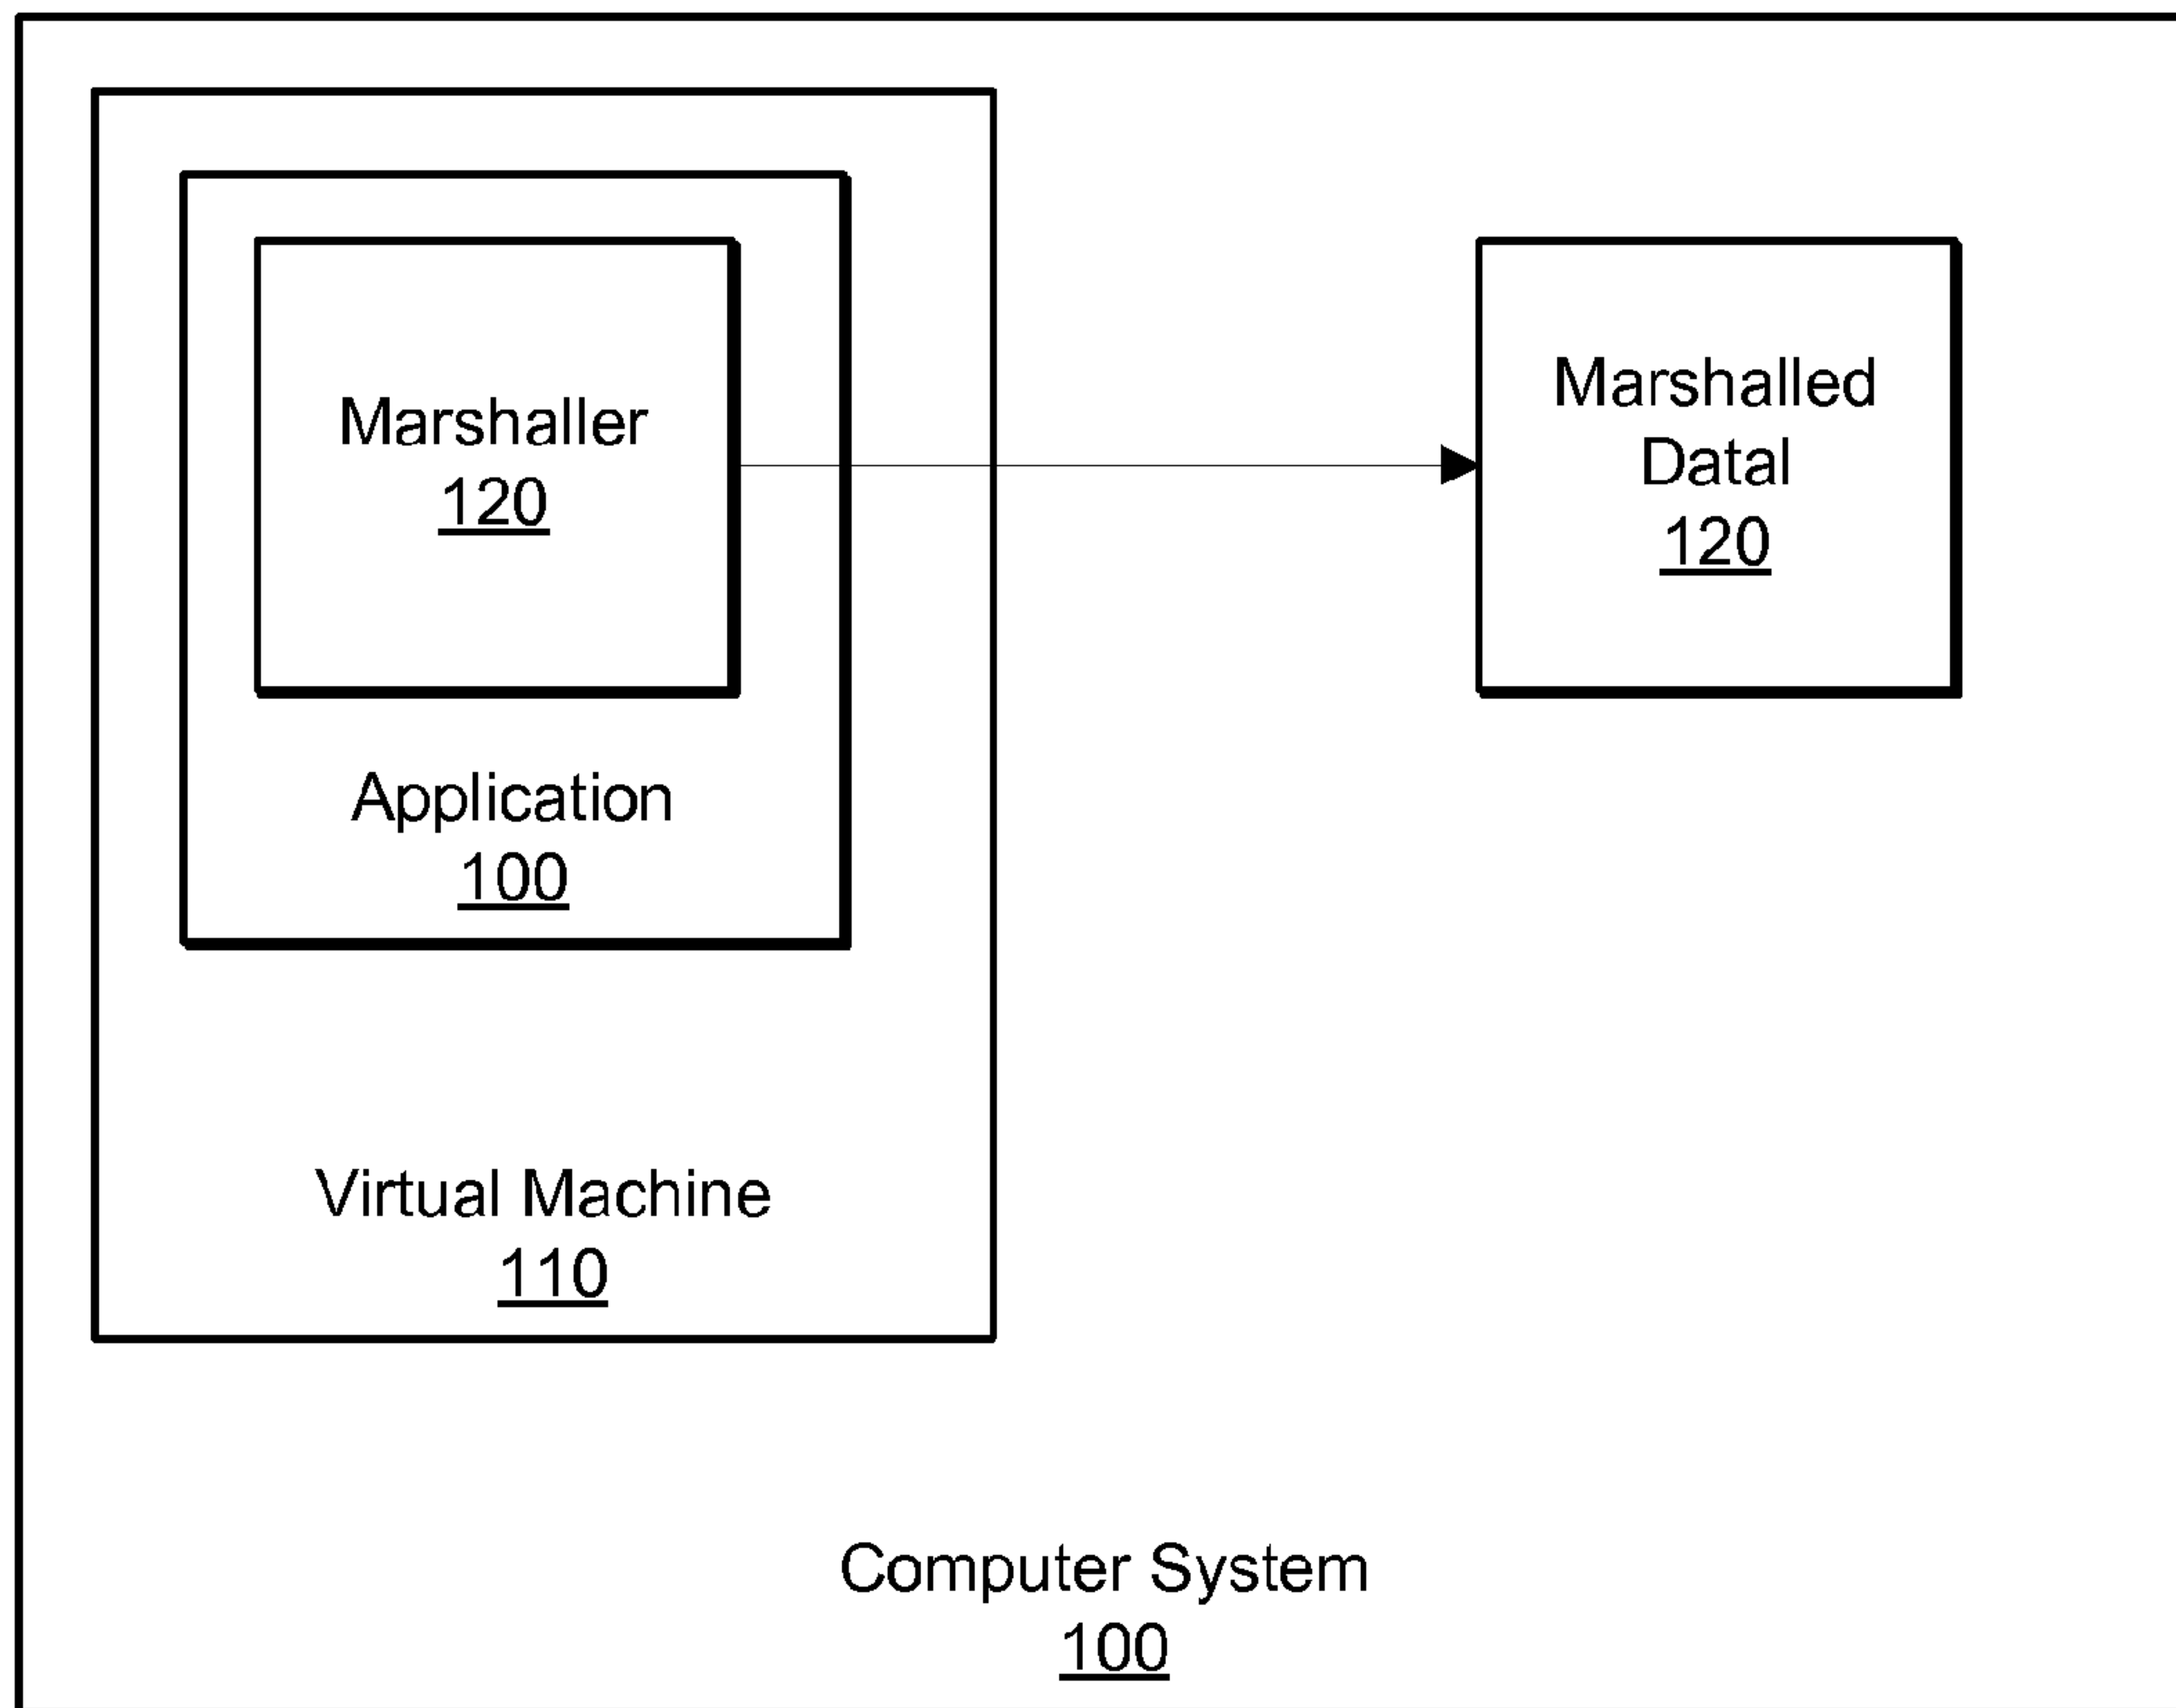 Marshaller
120
Marshalled
Datal
120
Application
100
Virtual Machine
110
Computer System
100